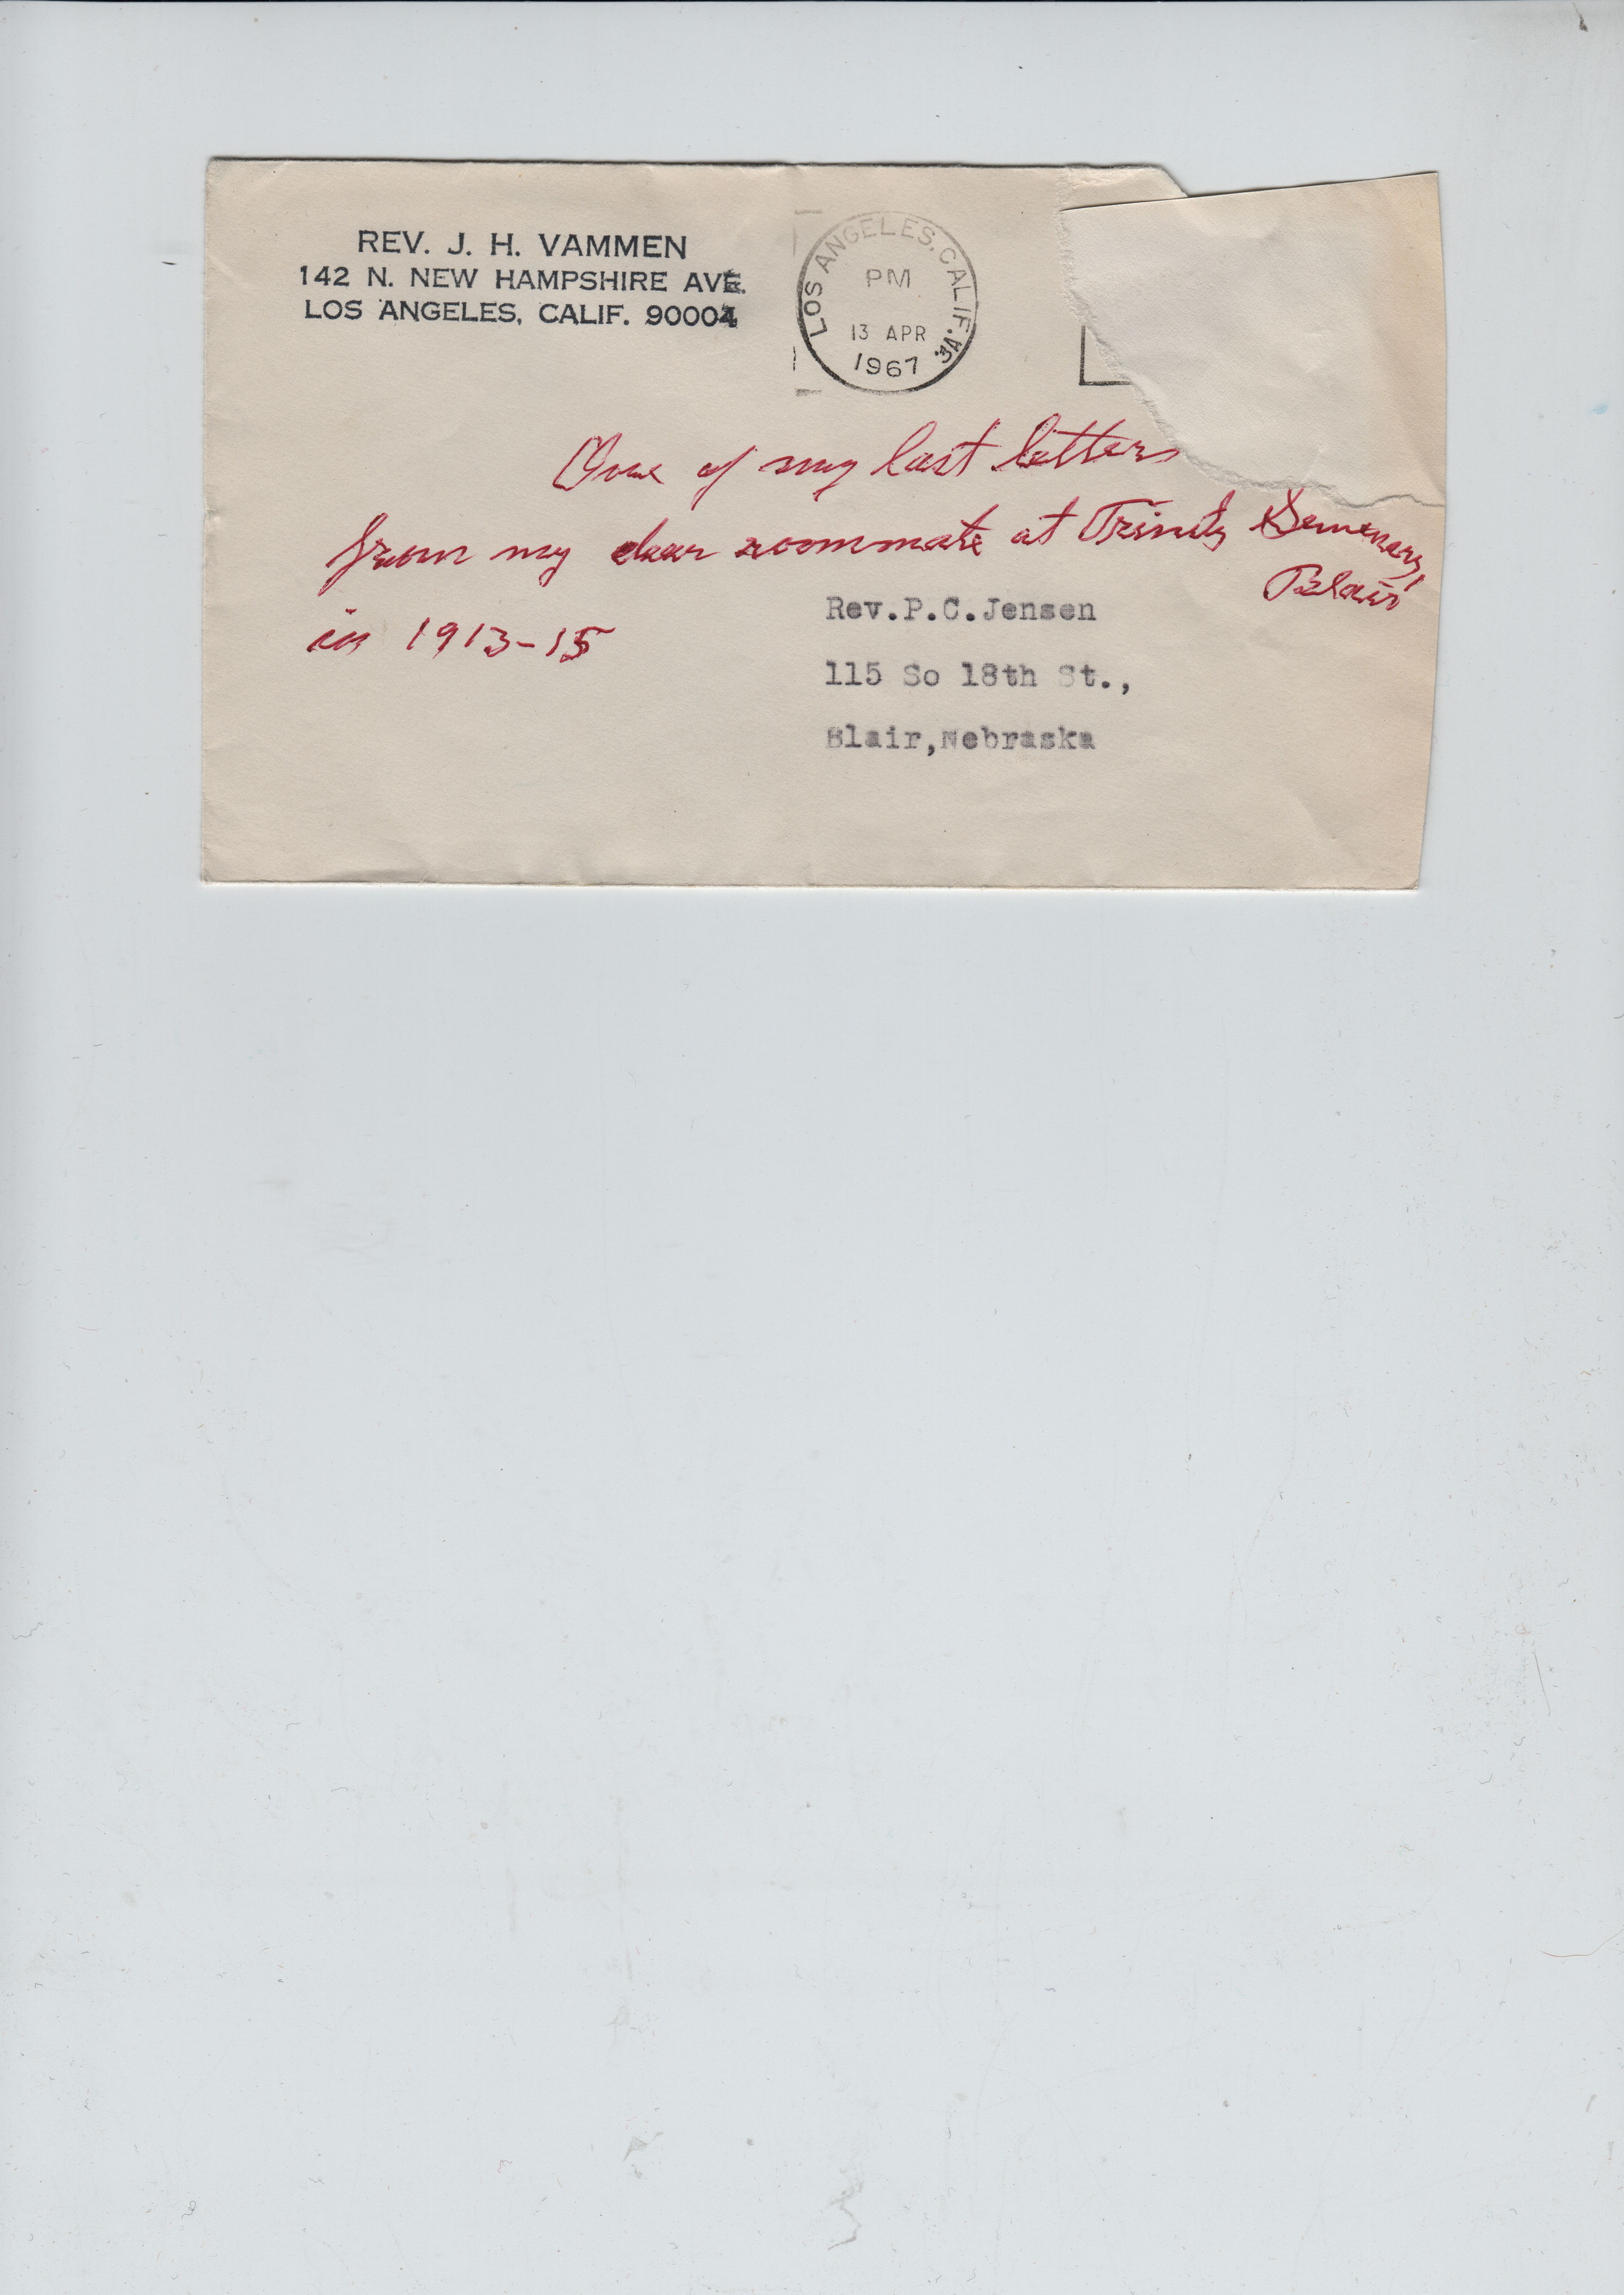 REV. J. H. VAMMEN
142 N. NEW HAMPSHIRE AVE.
LOS ANGELES, CALIF. 90004
LOS ANGELES, CALIF.
PM
13 APR
1967
One of my last letters
from my dear roommate at Trinity Seminary,
Blair
in 1913-15
Rev.P.C.Jensen
115 So 18th St.,
Blair,Nebraska